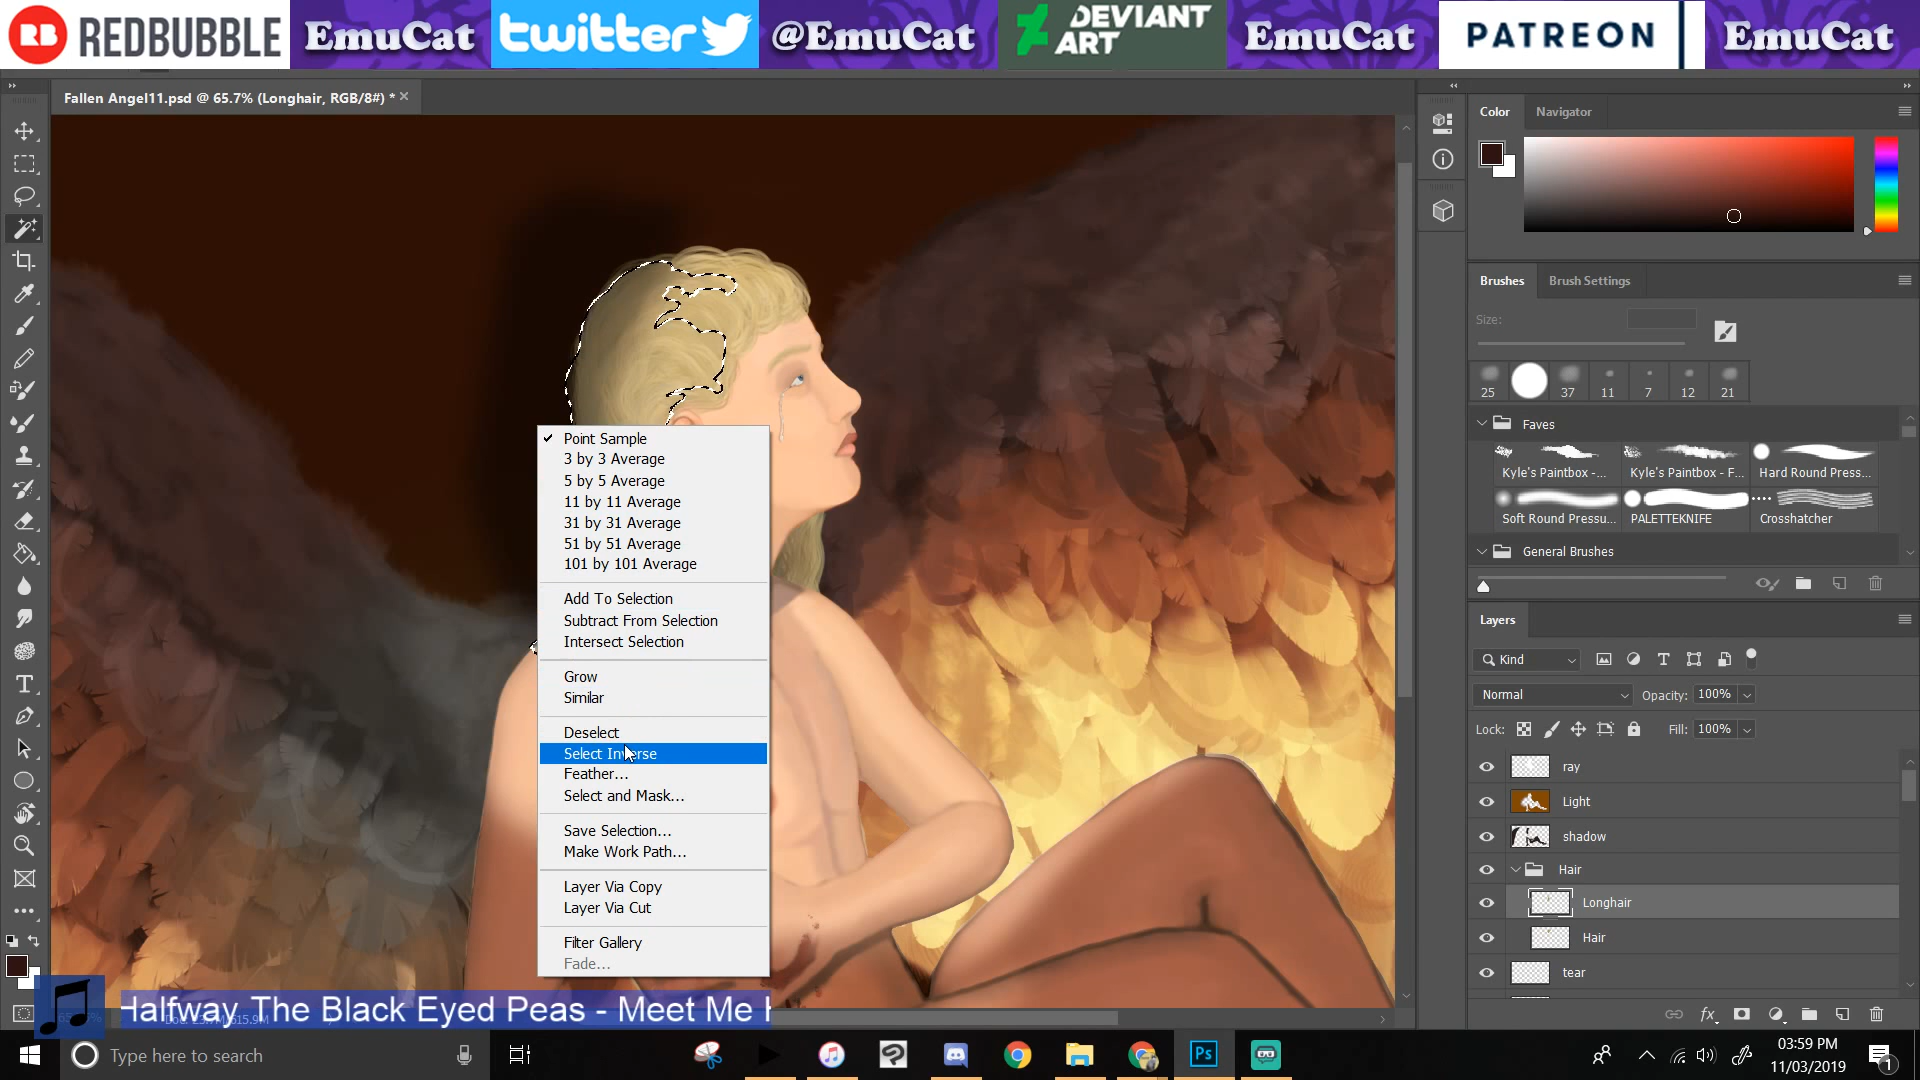 REDBUBBLE EmuCat twitter @EmuCat DEVIANT ART EmuCat PATREON EmuCat
Fallen Angel11.psd @ 65.7% (Longhair, RGB/8#) *
Color Navigator
Brushes Brush Settings
Size:
25 37 11 7 12 21
Faves
Kyle's Paintbox -... Kyle's Paintbox - F... Hard Round Press...
Soft Round Pressu... PALETTEKNIFE Crosshatcher
General Brushes
Layers
Kind
Normal Opacity: 100%
Lock: Fill: 100%
ray
Light
shadow
Hair
Longhair
Hair
tear
Point Sample
3 by 3 Average
5 by 5 Average
11 by 11 Average
31 by 31 Average
51 by 51 Average
101 by 101 Average
Add To Selection
Subtract From Selection
Intersect Selection
Grow
Similar
Deselect
Select Inverse
Feather...
Select and Mask...
Save Selection...
Make Work Path...
Layer Via Copy
Layer Via Cut
Filter Gallery
Fade...
Halfway The Black Eyed Peas - Meet Me
Type here to search
Ps
03:59 PM
11/03/2019
1